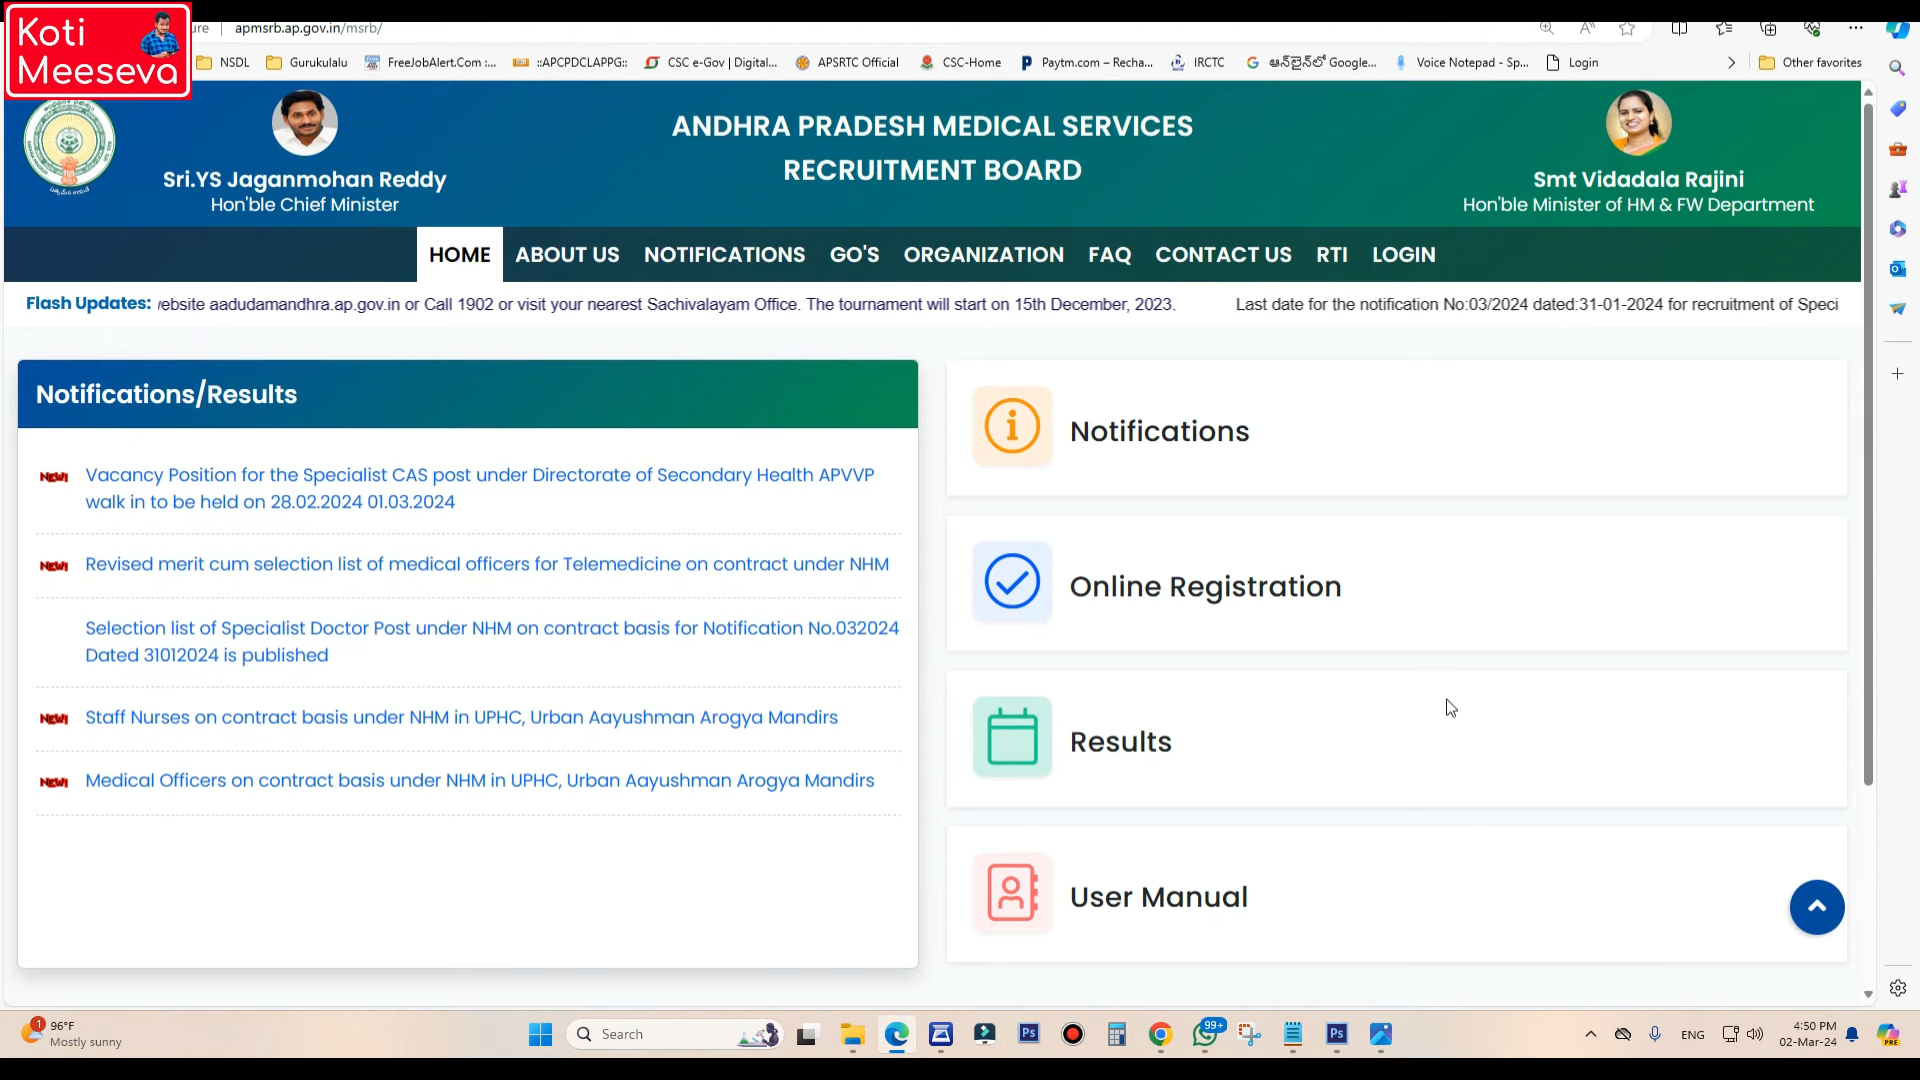 Koti
Meeseva
ure
apmsrb.ap.gov.in/msrb/
NSDL
Gurukulalu
FreeJobAlert.Com :...
::APCPDCLAPPG::
CSC e-Gov | Digital...
APSRTC Official
CSC-Home
Paytm.com – Recha...
IRCTC
ఆన్‌లైన్‌లో Google...
Voice Notepad - Sp...
Login
Other favorites
Sri.YS Jaganmohan Reddy
Hon'ble Chief Minister
ANDHRA PRADESH MEDICAL SERVICES
RECRUITMENT BOARD
Smt Vidadala Rajini
Hon'ble Minister of HM & FW Department
HOME ABOUT US NOTIFICATIONS GO'S ORGANIZATION FAQ CONTACT US RTI LOGIN
Flash Updates: ebsite aadudamandhra.ap.gov.in or Call 1902 or visit your nearest Sachivalayam Office. The tournament will start on 15th December, 2023. Last date for the notification No:03/2024 dated:31-01-2024 for recruitment of Speci
Notifications/Results
NEW! Vacancy Position for the Specialist CAS post under Directorate of Secondary Health APVVP
walk in to be held on 28.02.2024 01.03.2024
NEW! Revised merit cum selection list of medical officers for Telemedicine on contract under NHM
Selection list of Specialist Doctor Post under NHM on contract basis for Notification No.032024
Dated 31012024 is published
NEW! Staff Nurses on contract basis under NHM in UPHC, Urban Aayushman Arogya Mandirs
NEW! Medical Officers on contract basis under NHM in UPHC, Urban Aayushman Arogya Mandirs
Notifications
Online Registration
Results
User Manual
1
96°F
Mostly sunny
Search
Ps
99+
Ps
ENG
4:50 PM
02-Mar-24
PRE